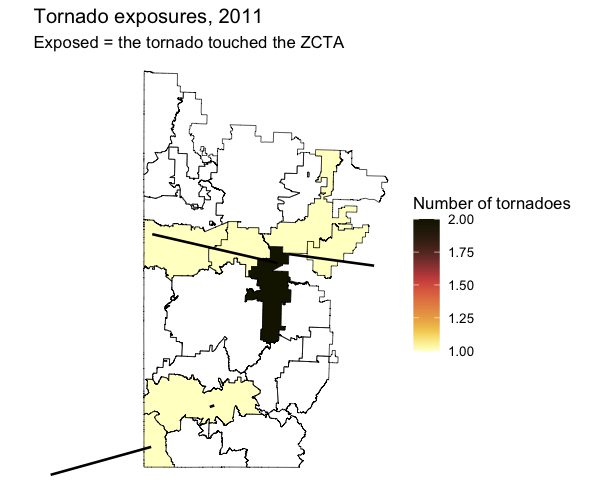 Tornado exposures, 2011
Exposed = the tornado touched the ZCTA
Number of tornadoes
2.00
1.75
1.50
1.25
1.00